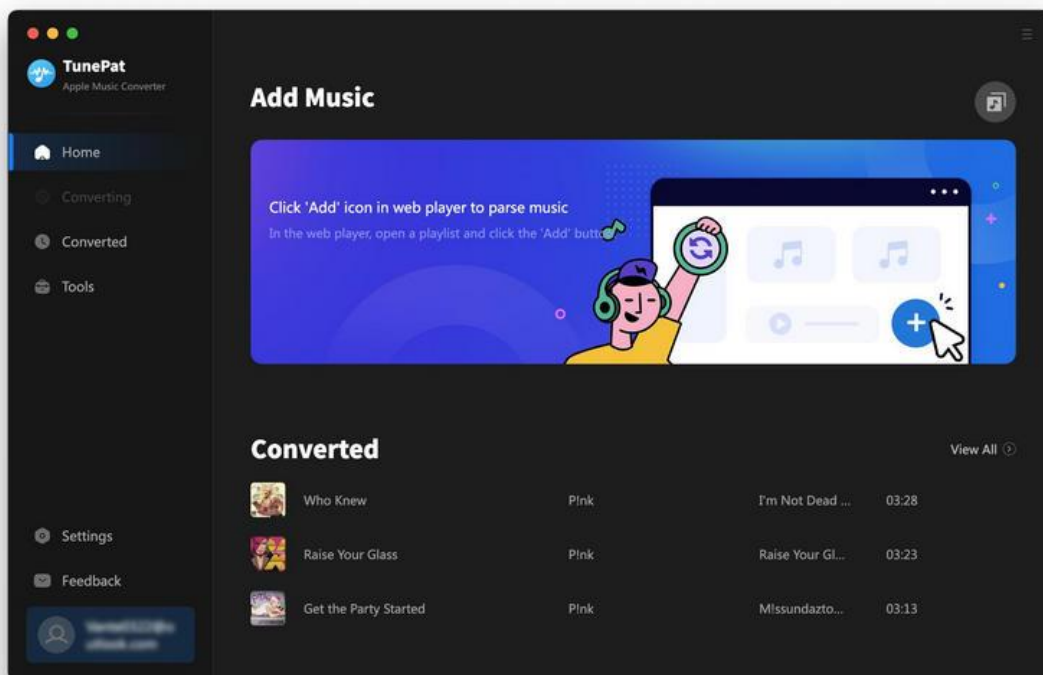 TunePat
Apple Music Converter
Home
Converting
Converted
Tools
Settings
Feedback
Add Music
Click 'Add' icon in web player to parse music
In the web player, open a playlist and click the 'Add' button
Converted
View All
Who Knew P!nk I'm Not Dead ... 03:28
Raise Your Glass P!nk Raise Your Gl... 03:23
Get the Party Started P!nk M!ssundazto... 03:13